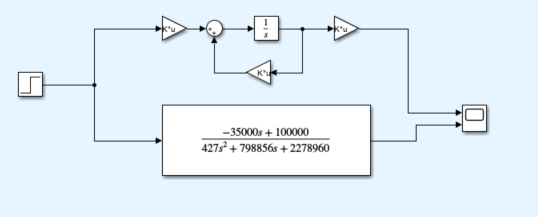 K*u
+
+
1
s
K*u
K*u
−35000s + 100000
427s² + 798856s + 2278960